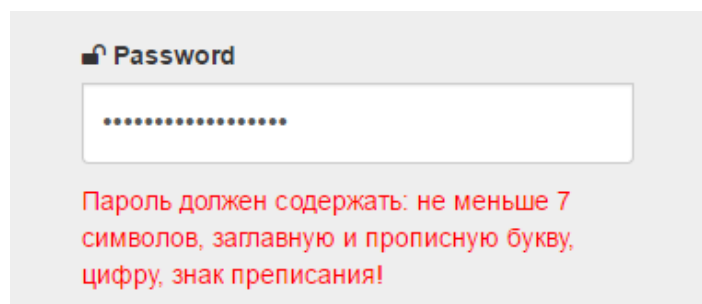 Password
••••••••••••••••••
Пароль должен содержать: не меньше 7
символов, заглавную и прописную букву,
цифру, знак преписания!